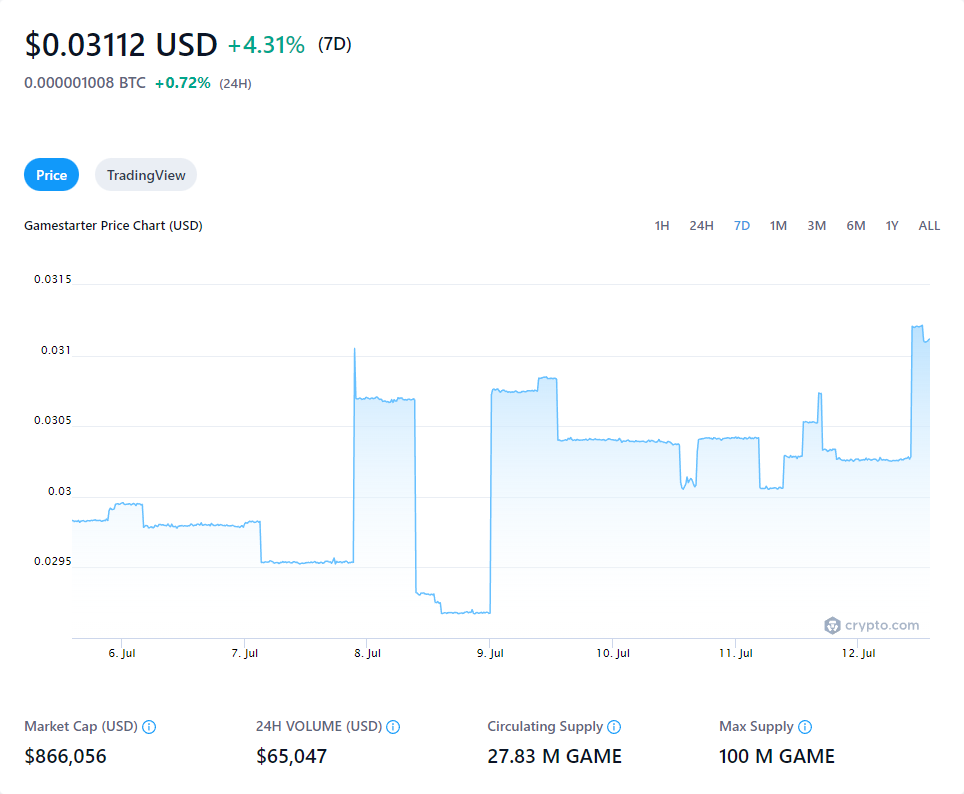 $0.03112 USD +4.31% (7D)
0.000001008 BTC +0.72% (24H)
Price TradingView
Gamestarter Price Chart (USD) 1H 24H 7D 1M 3M 6M 1Y ALL
0.0315
0.031
0.0305
0.03
0.0295
crypto.com
6. Jul 7. Jul 8. Jul 9. Jul 10. Jul 11. Jul 12. Jul
Market Cap (USD) 24H VOLUME (USD) Circulating Supply Max Supply
$866,056 $65,047 27.83 M GAME 100 M GAME